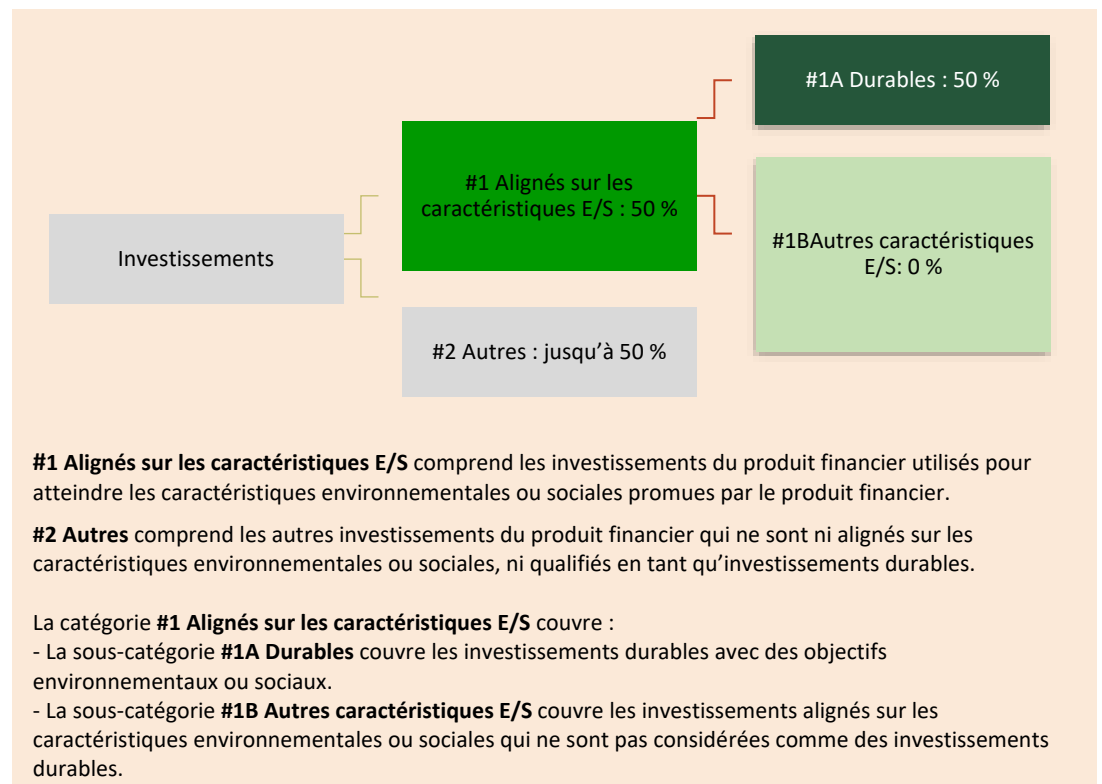 #1A Durables : 50 %
#1 Alignés sur les
caractéristiques E/S : 50 %
#1BAutres caractéristiques
E/S: 0 %
Investissements
#2 Autres : jusqu’à 50 %
#1 Alignés sur les caractéristiques E/S comprend les investissements du produit financier utilisés pour
atteindre les caractéristiques environnementales ou sociales promues par le produit financier.
#2 Autres comprend les autres investissements du produit financier qui ne sont ni alignés sur les
caractéristiques environnementales ou sociales, ni qualifiés en tant qu’investissements durables.
La catégorie #1 Alignés sur les caractéristiques E/S couvre :
- La sous-catégorie #1A Durables couvre les investissements durables avec des objectifs
environnementaux ou sociaux.
- La sous-catégorie #1B Autres caractéristiques E/S couvre les investissements alignés sur les
caractéristiques environnementales ou sociales qui ne sont pas considérées comme des investissements
durables.